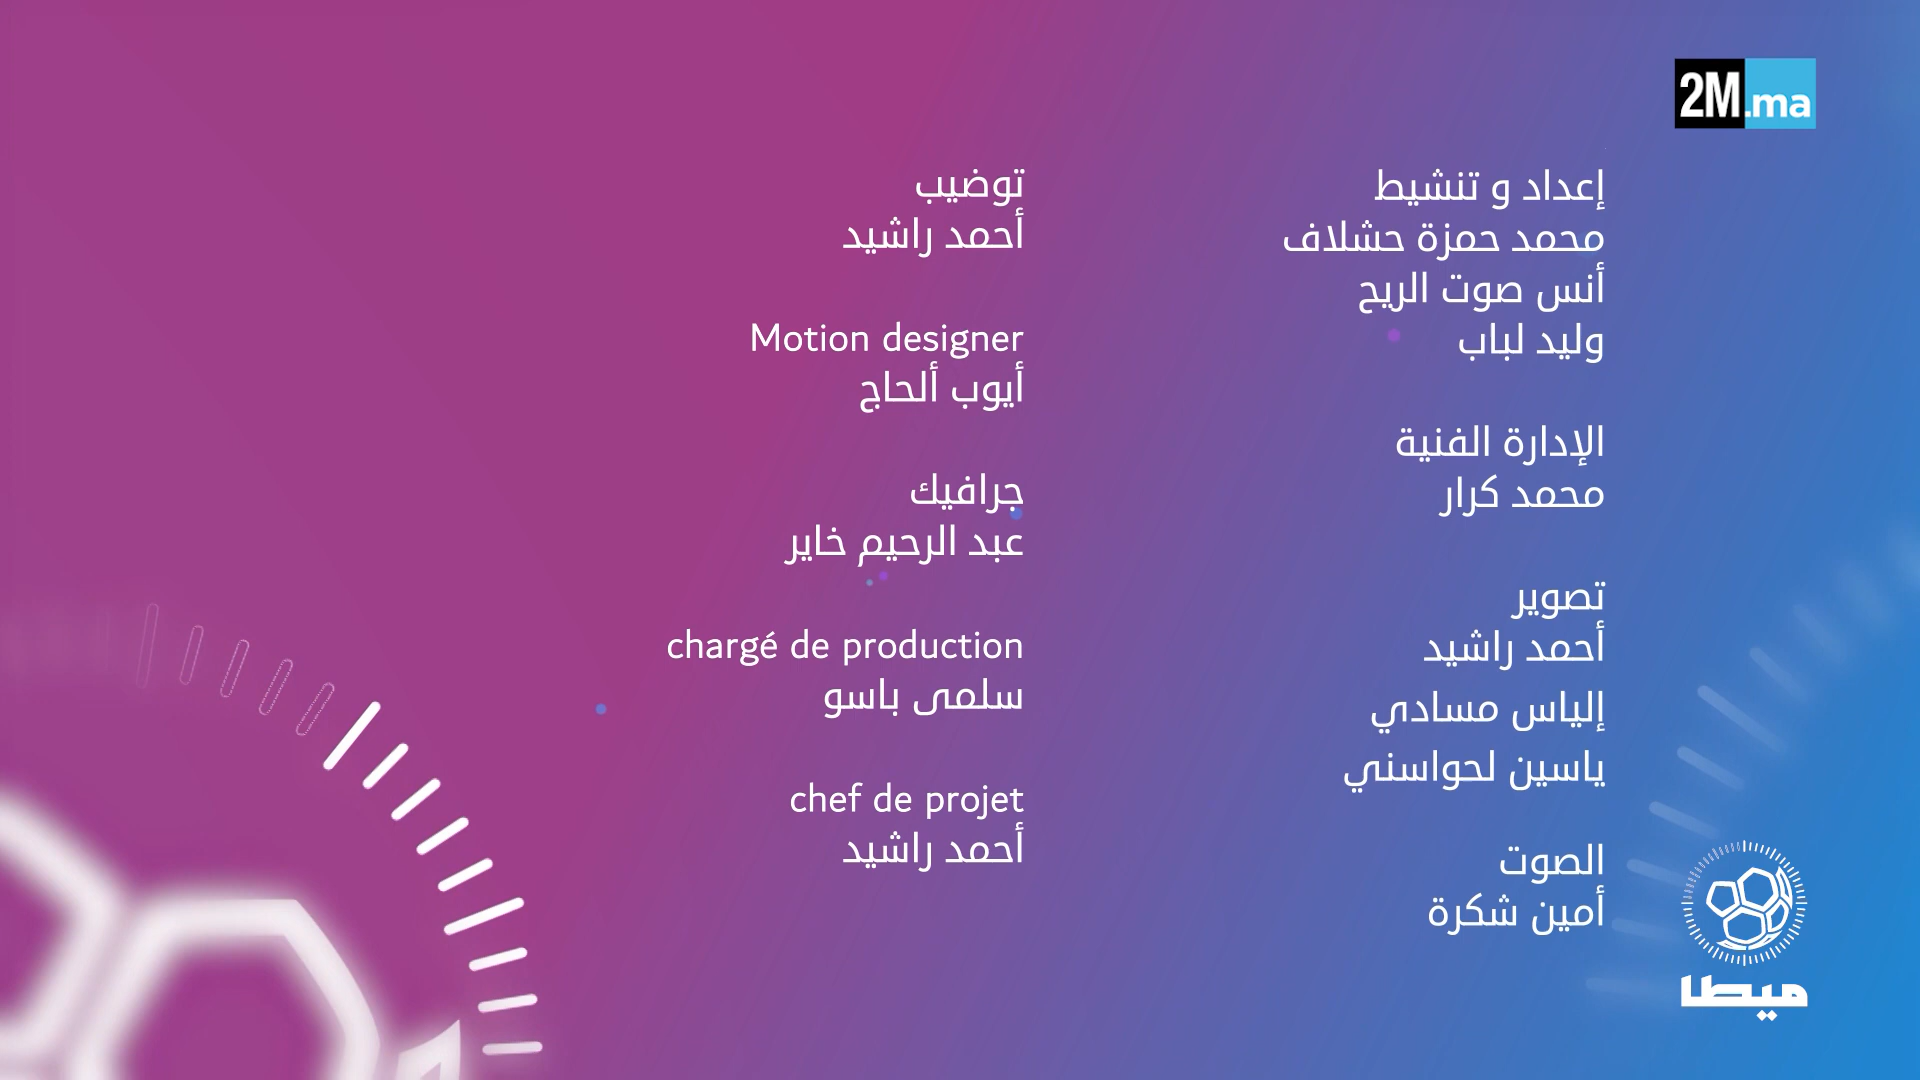 2M.ma
إعداد و تنشيط
محمد حمزة حشلاف
أنس صوت الريح
وليد لباب
الإدارة الفنية
محمد كرار
تصوير
أحمد راشيد
إلياس مسادي
ياسين لحواسني
الصوت
أمين شكرة
توضيب
أحمد راشيد
Motion designer
أيوب ألحاج
جرافيك
عبد الرحيم خاير
chargé de production
سلمى باسو
chef de projet
أحمد راشيد
ميطا